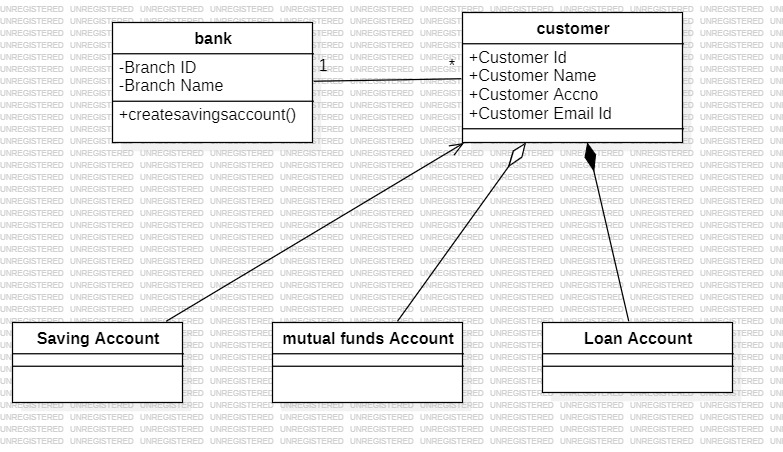 bank
-Branch ID
-Branch Name
+createsavingsaccount()
1
*
customer
+Customer Id
+Customer Name
+Customer Accno
+Customer Email Id
Saving Account
mutual funds Account
Loan Account
UNREGISTERED